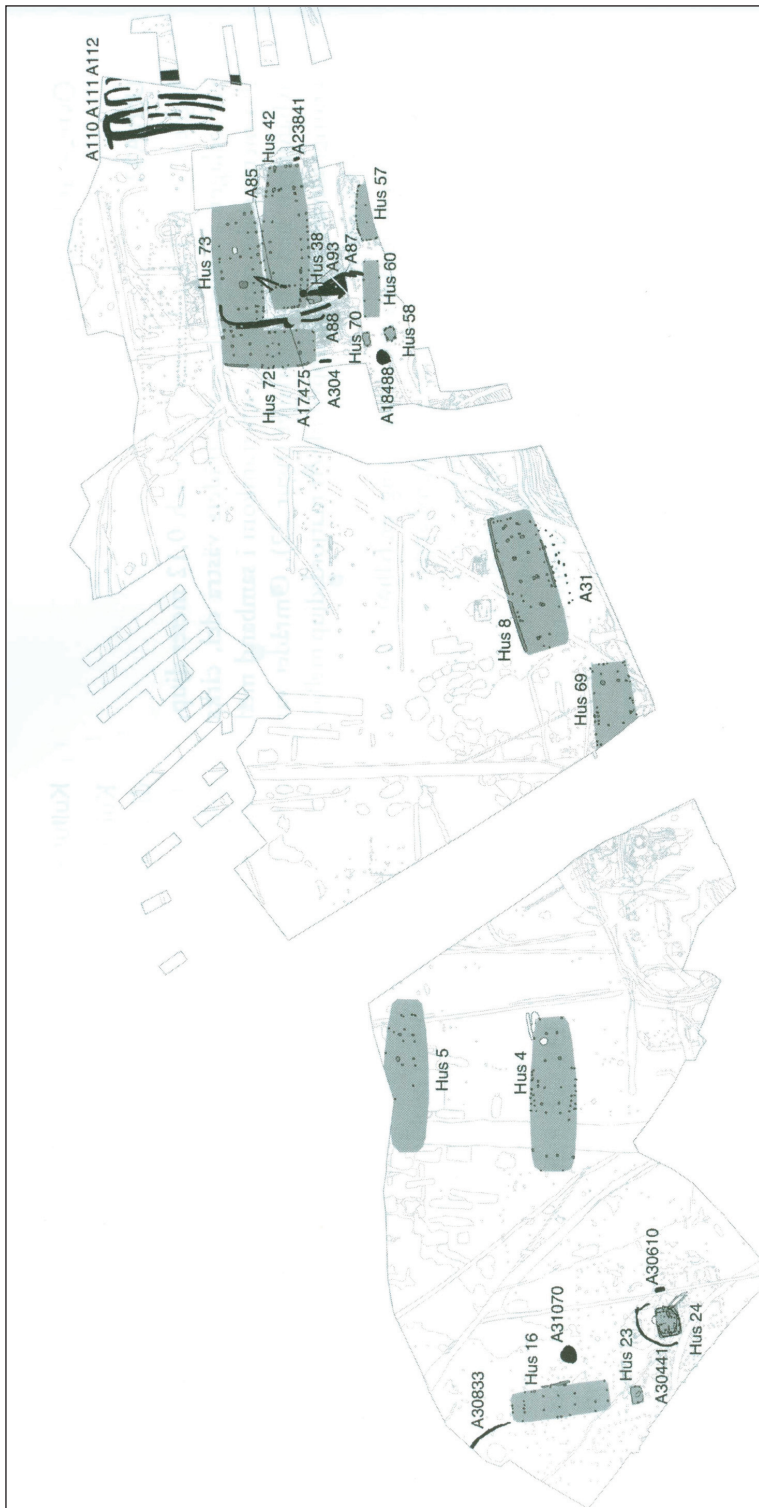 A110 A111 A112
Hus 73
A85
Hus 42
A23841
Hus 38
A93
A87
Hus 57
Hus 60
Hus 72
A17475
A304
A88
Hus 70
A18488
Hus 58
Hus 8
A31
Hus 69
Hus 5
Hus 4
A30833
Hus 16
A31070
Hus 23
A30441
A30610
Hus 24